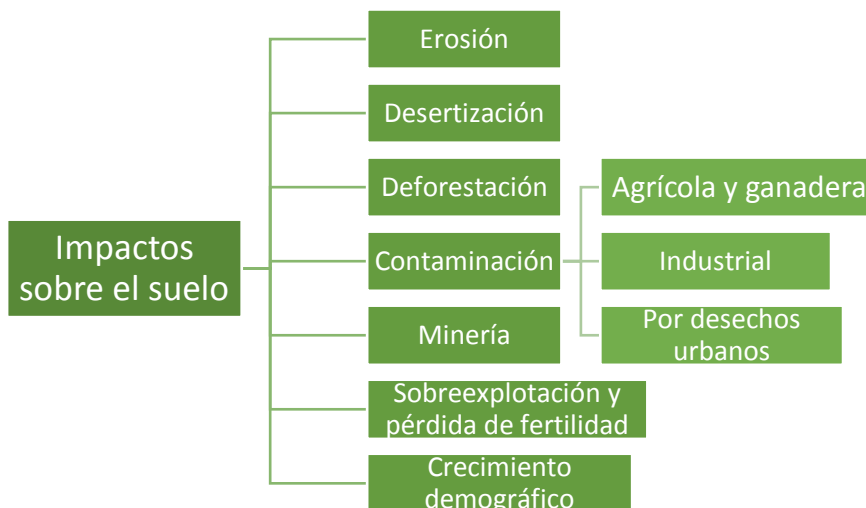 Impactos
sobre el suelo
Erosión
Desertización
Deforestación
Contaminación
Agrícola y ganadera
Industrial
Por desechos
urbanos
Minería
Sobreexplotación y
pérdida de fertilidad
Crecimiento
demográfico